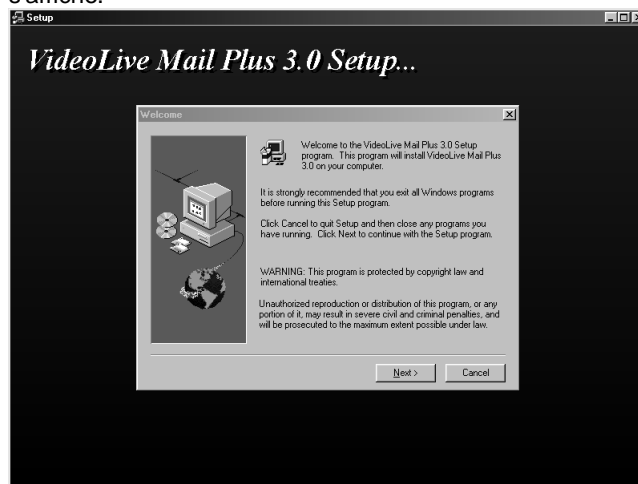 Setup
VideoLive Mail Plus 3.0 Setup...
Welcome
Welcome to the VideoLive Mail Plus 3.0 Setup
program. This program will install VideoLive Mail Plus
3.0 on your computer.
It is strongly recommended that you exit all Windows programs
before running this Setup program.
Click Cancel to quit Setup and then close any programs you
have running. Click Next to continue with the Setup program.
WARNING: This program is protected by copyright law and
international treaties.
Unauthorized reproduction or distribution of this program, or any
portion of it, may result in severe civil and criminal penalties, and
will be prosecuted to the maximum extent possible under law.
Next >
Cancel